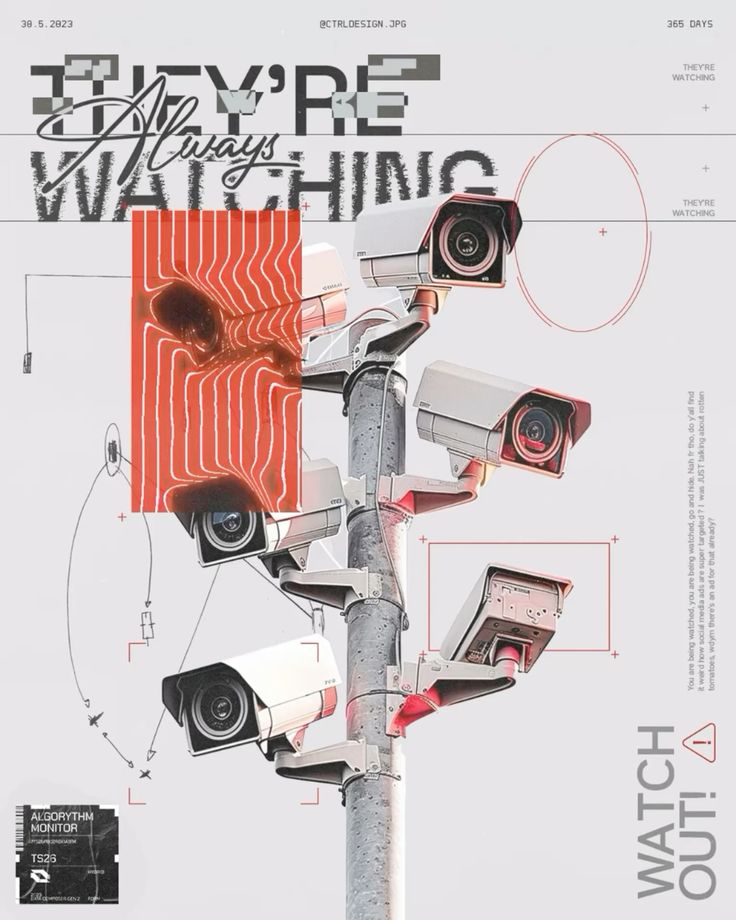 30.5.2023
@CTRLDESIGN.JPG
365 DAYS
THEY'RE
Always
WATCHING
THEY'RE
WATCHING
THEY'RE
WATCHING
You are being watched, you are being watched, go and hide. Nah fr tho, do y'all find
it weird how social media ads are super targeted ? I was JUST talking about rotten
tomatoes, wdym there's an ad for that already?
WATCH
OUT!
ALGORYTHM
MONITOR
TS26